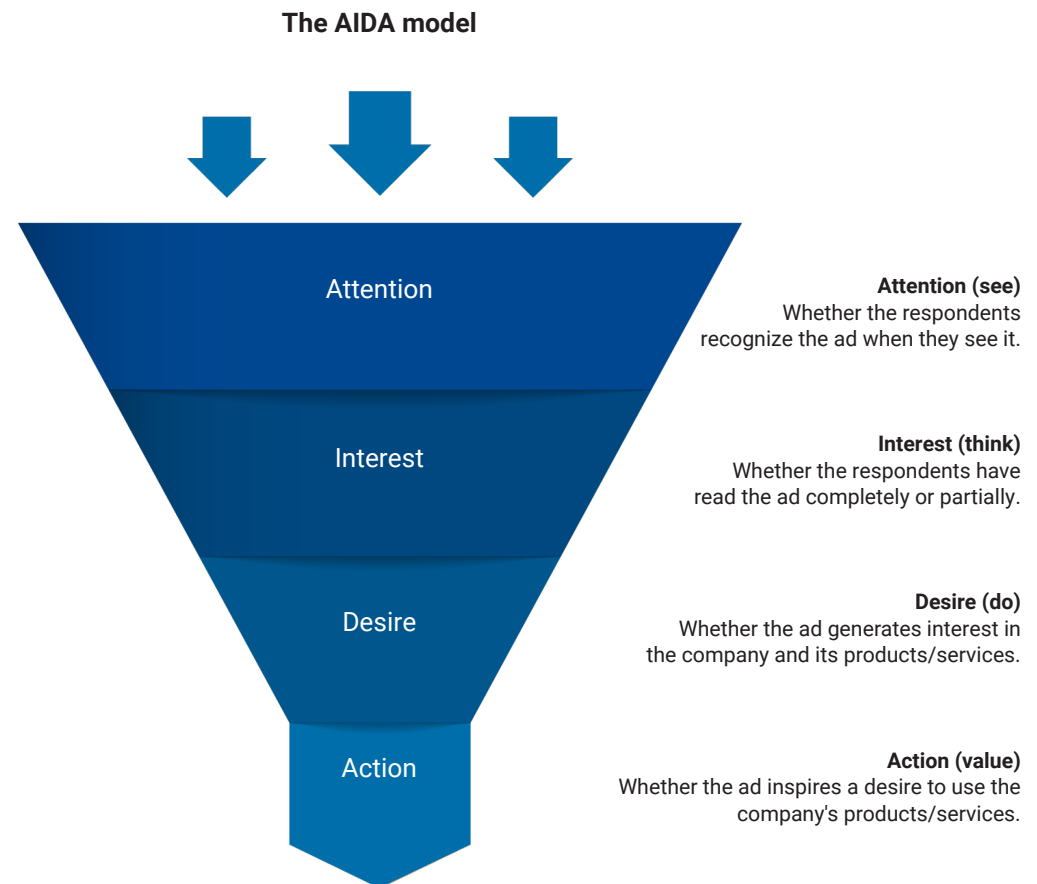 The AIDA model
Attention
Attention (see)
Whether the respondents
recognize the ad when they see it.
Interest
Interest (think)
Whether the respondents have
read the ad completely or partially.
Desire
Desire (do)
Whether the ad generates interest in
the company and its products/services.
Action
Action (value)
Whether the ad inspires a desire to use the
company's products/services.